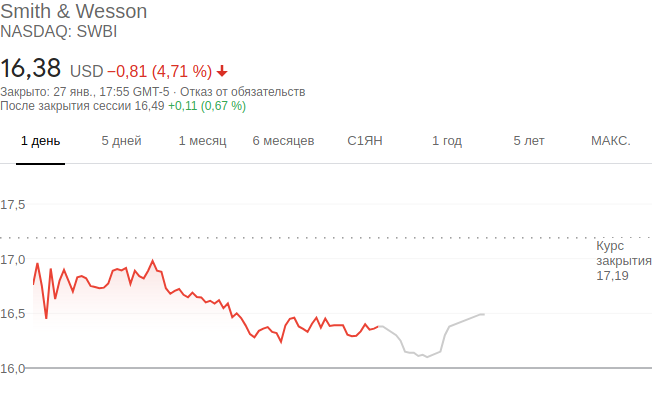 Smith & Wesson
NASDAQ: SWBI
16,38 USD −0,81 (4,71 %)
Закрыто: 27 янв., 17:55 GMT-5 · Отказ от обязательств
После закрытия сессии 16,49 +0,11 (0,67 %)
1 день 5 дней 1 месяц 6 месяцев С1ЯН 1 год 5 лет МАКС.
17,5
Курс
закрытия
17,19
17,0
16,5
16,0